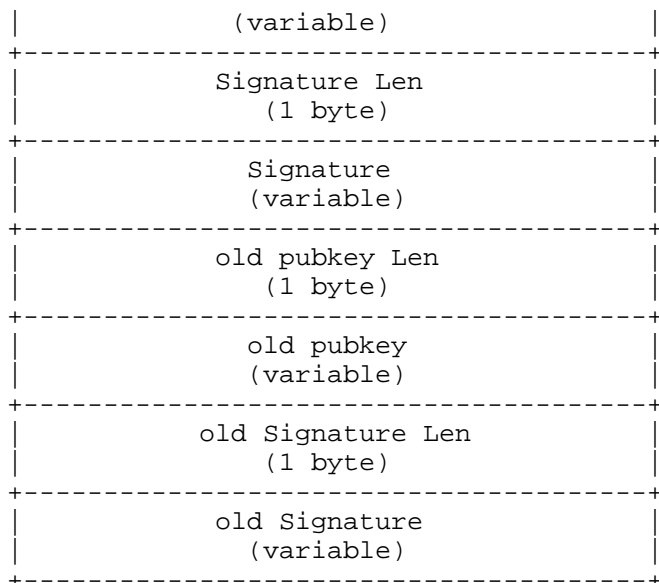 |             (variable)                |
+---------------------------------------+
|            Signature Len              |
|               (1 byte)                |
+---------------------------------------+
|              Signature                |
|              (variable)               |
+---------------------------------------+
|            old pubkey Len             |
|               (1 byte)                |
+---------------------------------------+
|              old pubkey               |
|              (variable)               |
+---------------------------------------+
|           old Signature Len           |
|               (1 byte)                |
+---------------------------------------+
|            old Signature              |
|              (variable)               |
+---------------------------------------+